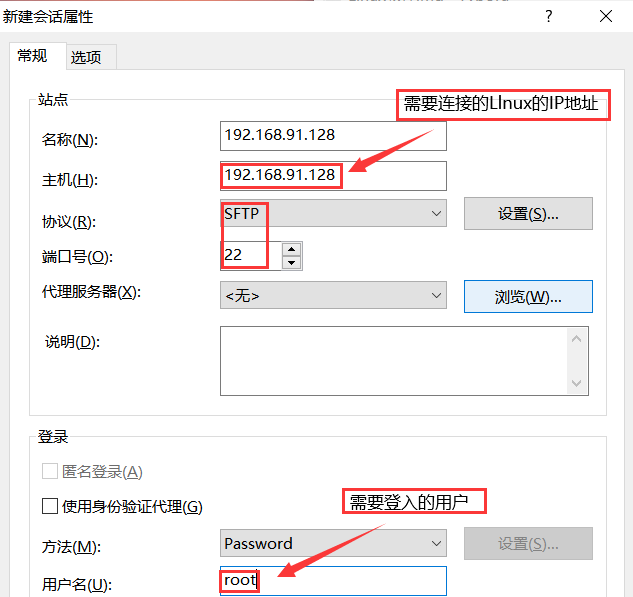 新建会话属性
常规 选项
站点
需要连接的LInux的IP地址
名称(N): 192.168.91.128
主机(H): 192.168.91.128
协议(R): SFTP 设置(S)...
端口号(O): 22
代理服务器(X): <无> 浏览(W)...
说明(D):
登录
匿名登录(A)
使用身份验证代理(G)
需要登入的用户
方法(M): Password 设置(S)...
用户名(U): root